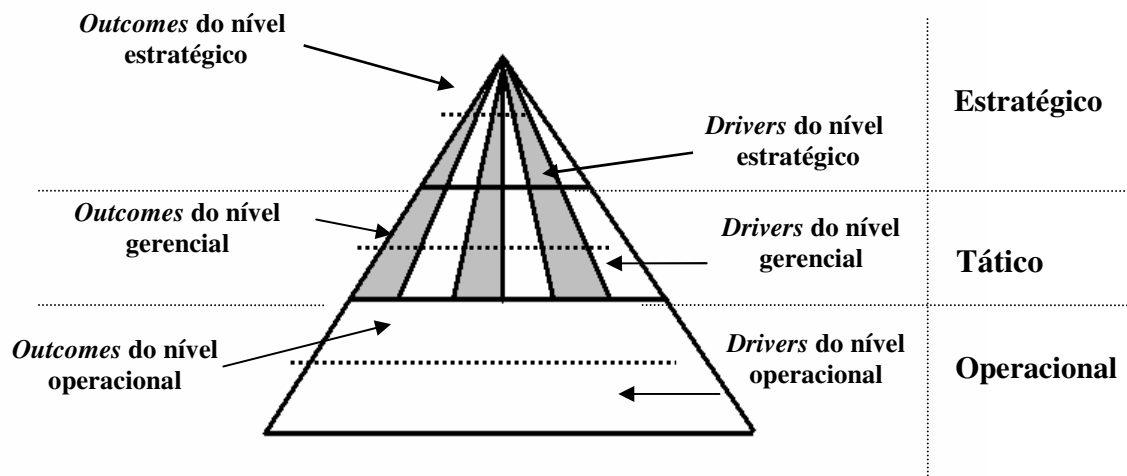 Outcomes do nível
estratégico
Estratégico
Drivers do nível
estratégico
Outcomes do nível
gerencial
Drivers do nível
gerencial
Tático
Outcomes do nível
operacional
Drivers do nível
operacional
Operacional